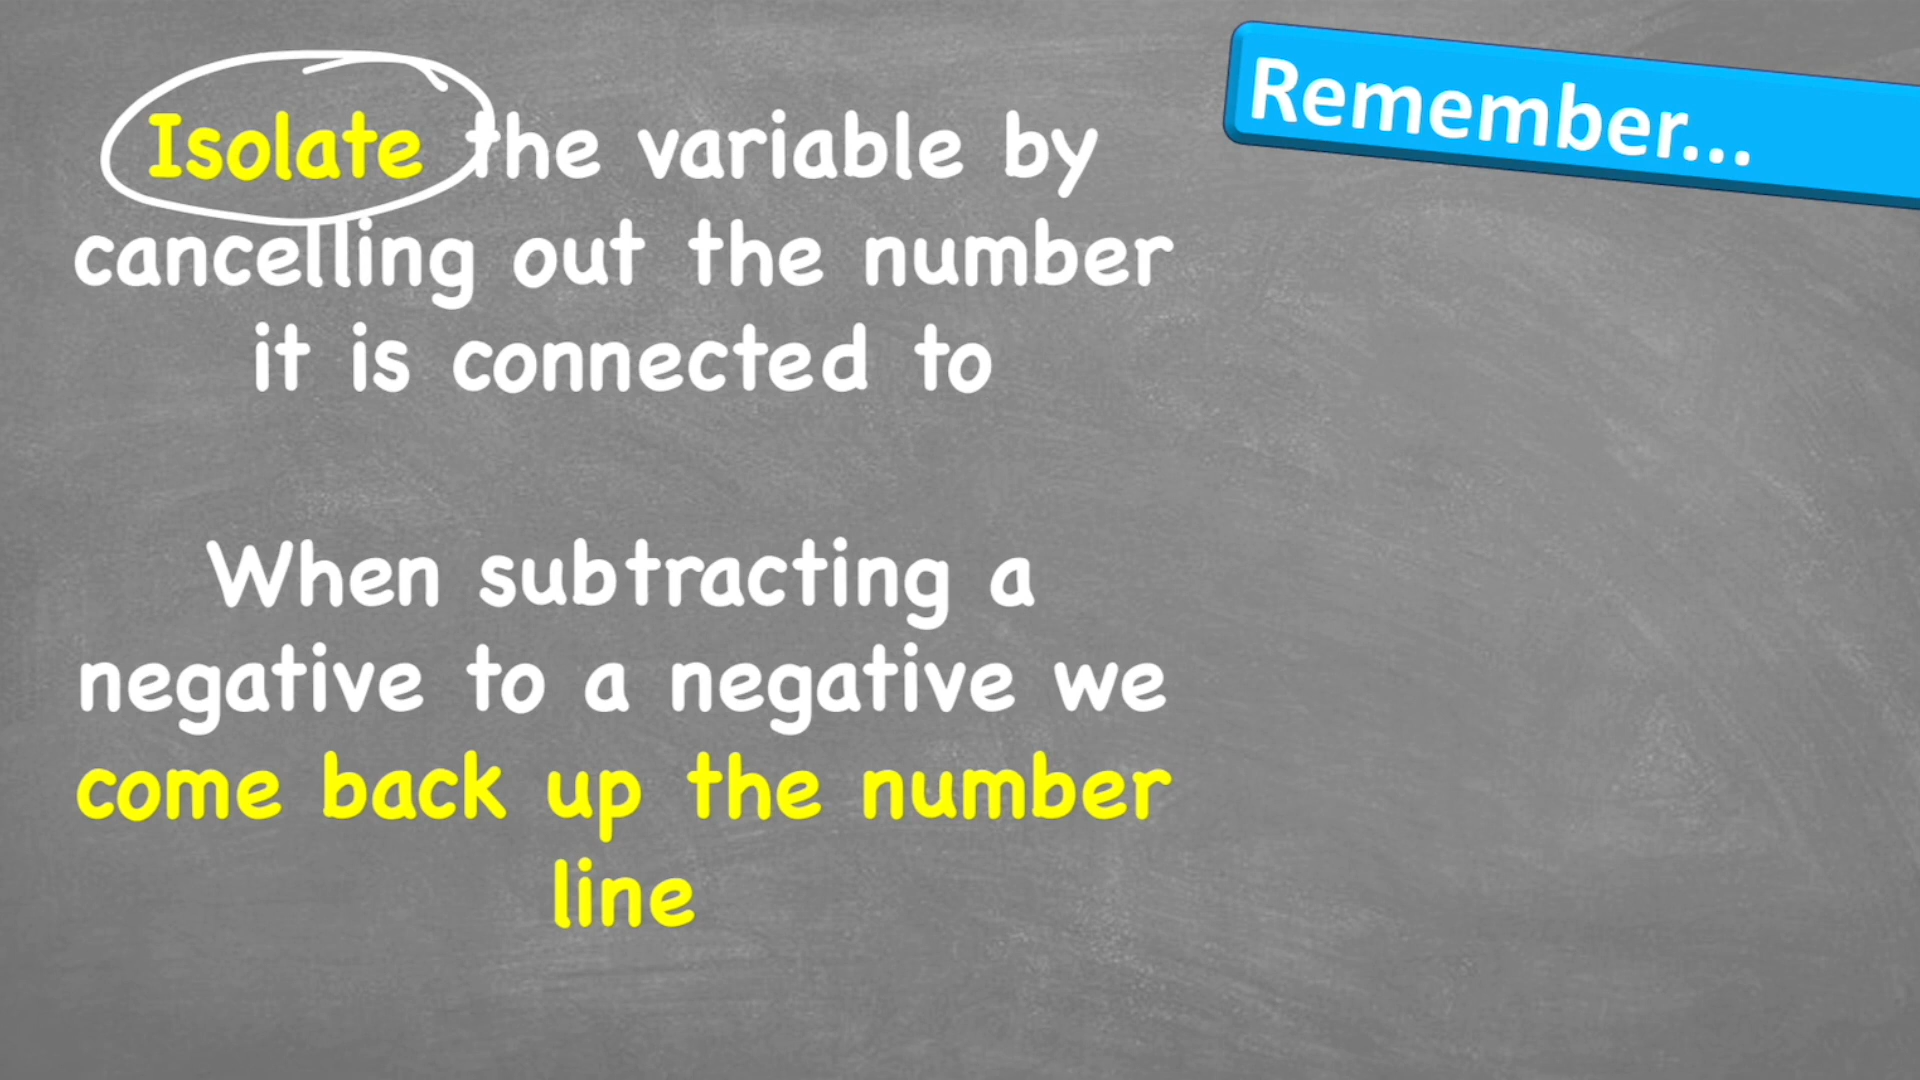 Remember...
Isolate the variable by
cancelling out the number
it is connected to
When subtracting a
negative to a negative we
come back up the number
line